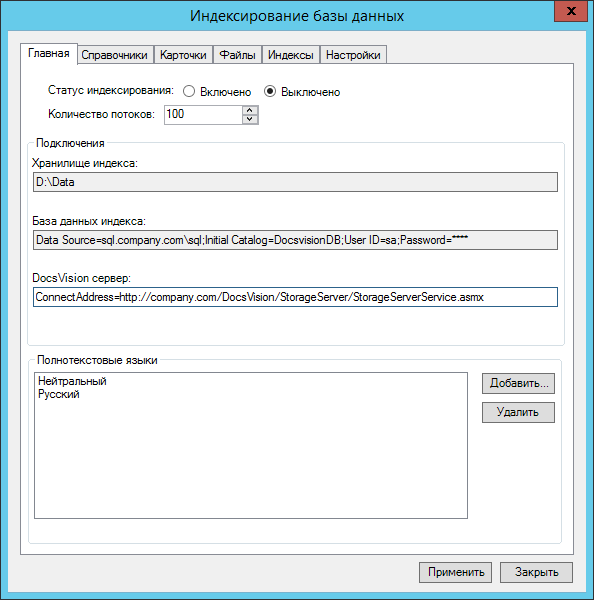 Индексирование базы данных
x
Главная Справочники Карточки Файлы Индексы Настройки
Статус индексирования: Включено Выключено
Количество потоков: 100
Подключения
Хранилище индекса:
D:\Data
База данных индекса:
Data Source=sql.company.com\sql;Initial Catalog=DocsvisionDB;User ID=sa;Password=****
DocsVision сервер:
ConnectAddress=http://company.com/DocsVision/StorageServer/StorageServerService.asmx
Полнотекстовые языки
Нейтральный
Русский
Добавить...
Удалить
Применить Закрыть